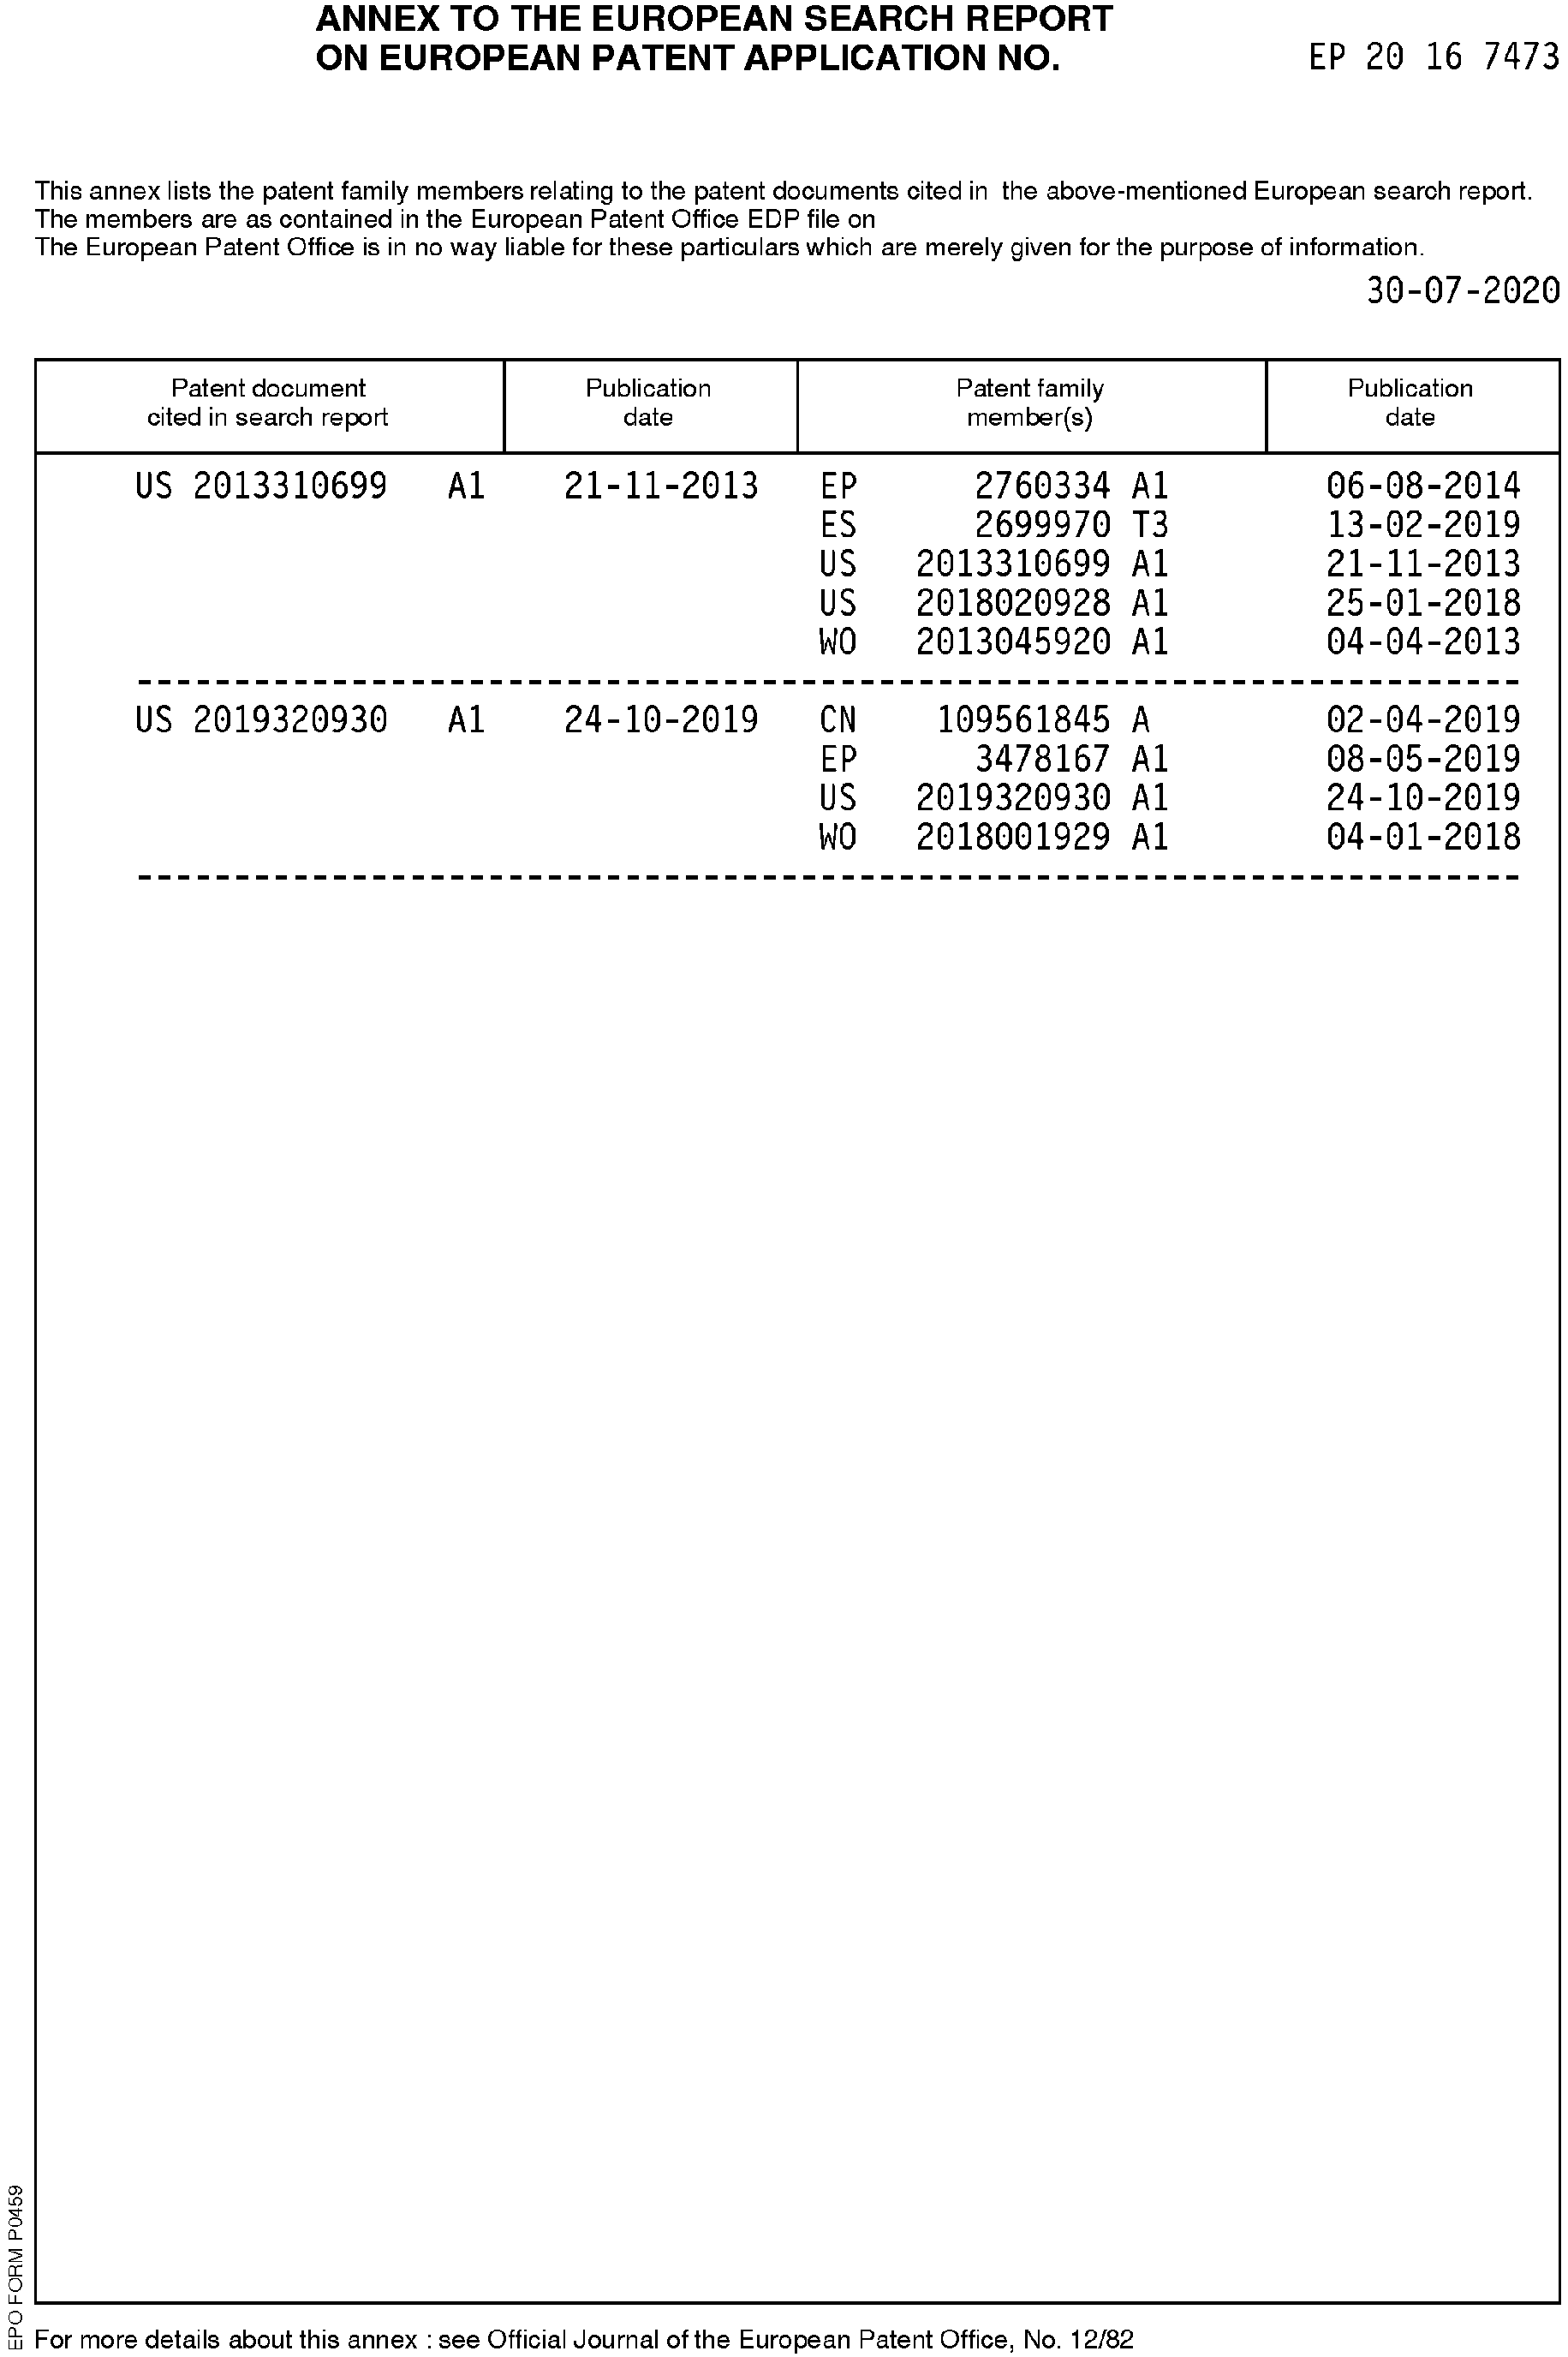 ANNEX TO THE EUROPEAN SEARCH REPORT
ON EUROPEAN PATENT APPLICATION NO. EP 20 16 7473
This annex lists the patent family members relating to the patent documents cited in the above-mentioned European search report.
The members are as contained in the European Patent Office EDP file on
The European Patent Office is in no way liable for these particulars which are merely given for the purpose of information.
30-07-2020
Patent document cited in search report Publication date Patent family member(s) Publication date
US 2013310699 A1 21-11-2013 EP 2760334 A1 06-08-2014
ES 2699970 T3 13-02-2019
US 2013310699 A1 21-11-2013
US 2018020928 A1 25-01-2018
WO 2013045920 A1 04-04-2013
US 2019320930 A1 24-10-2019 CN 109561845 A 02-04-2019
EP 3478167 A1 08-05-2019
US 2019320930 A1 24-10-2019
WO 2018001929 A1 04-01-2018
EPO FORM P0459
For more details about this annex : see Official Journal of the European Patent Office, No. 12/82